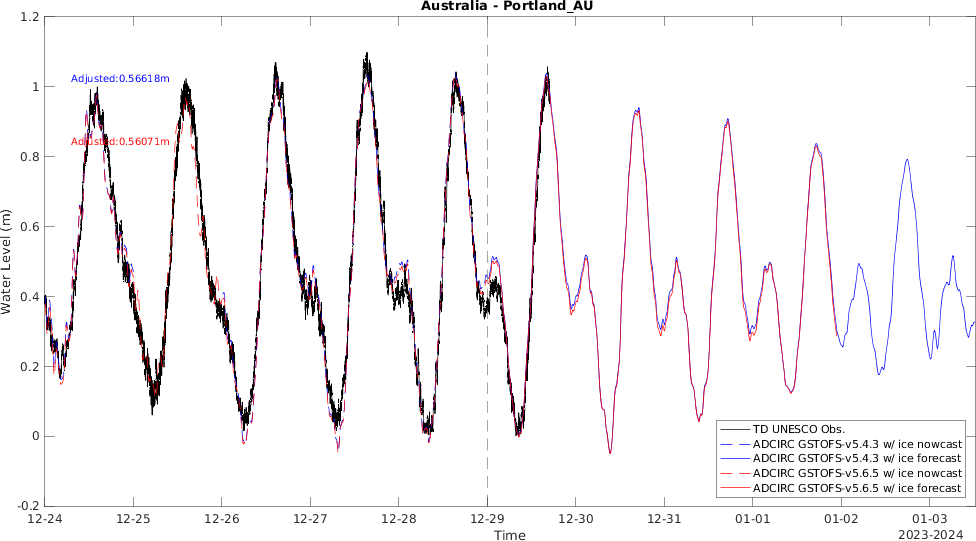 Australia - Portland_AU
1.2
1
0.8
0.6
0.4
0.2
0
-0.2
Water Level (m)
Adjusted:0.56618m
Adjusted:0.56071m
TD UNESCO Obs.
ADCIRC GSTOFS-v5.4.3 w/ ice nowcast
ADCIRC GSTOFS-v5.4.3 w/ ice forecast
ADCIRC GSTOFS-v5.6.5 w/ ice nowcast
ADCIRC GSTOFS-v5.6.5 w/ ice forecast
12-24 12-25 12-26 12-27 12-28 12-29 12-30 12-31 01-01 01-02 01-03
Time
2023-2024